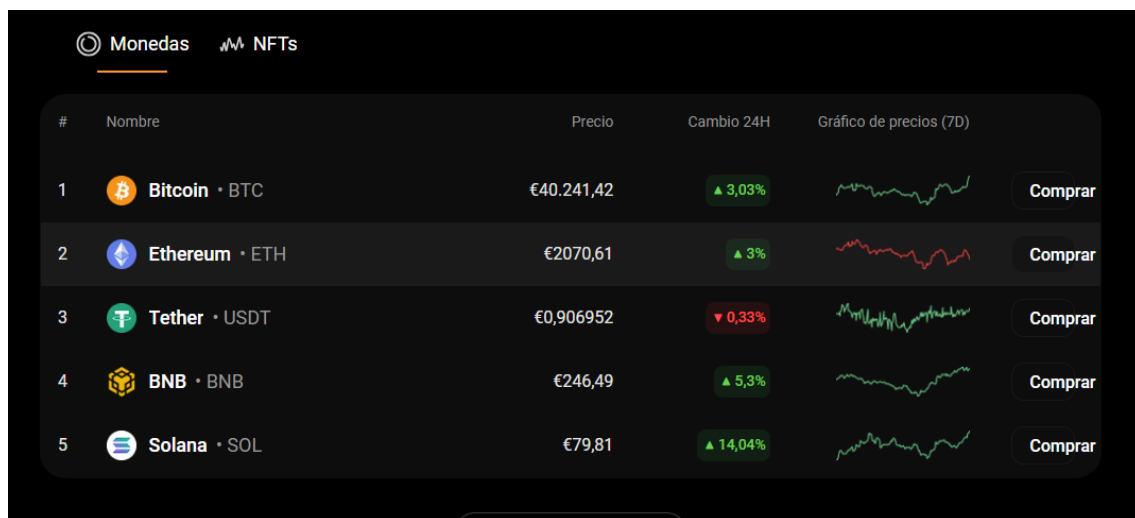 Monedas NFTs
# Nombre Precio Cambio 24H Gráfico de precios (7D)
1 Bitcoin • BTC €40.241,42 ▲ 3,03% Comprar
2 Ethereum • ETH €2070,61 ▲ 3% Comprar
3 Tether • USDT €0,906952 ▼ 0,33% Comprar
4 BNB • BNB €246,49 ▲ 5,3% Comprar
5 Solana • SOL €79,81 ▲ 14,04% Comprar